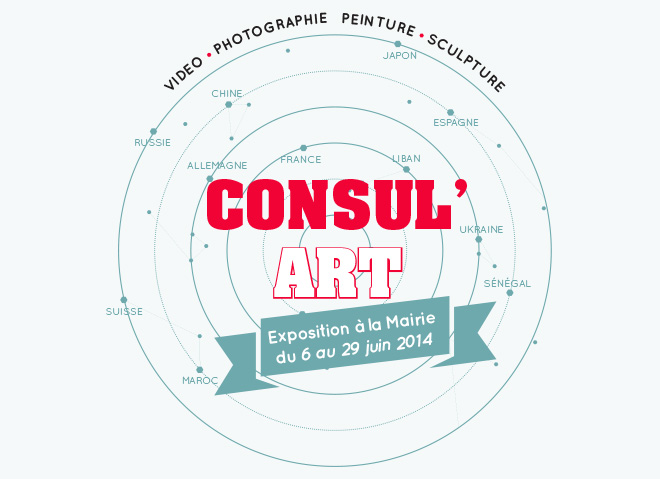 VIDEO • PHOTOGRAPHIE PEINTURE • SCULPTURE
JAPON
CHINE
ESPAGNE
RUSSIE
ALLEMAGNE
FRANCE
LIBAN
CONSUL'
ART
UKRAINE
SÉNÉGAL
SUISSE
Exposition à la Mairie
du 6 au 29 juin 2014
MAROC